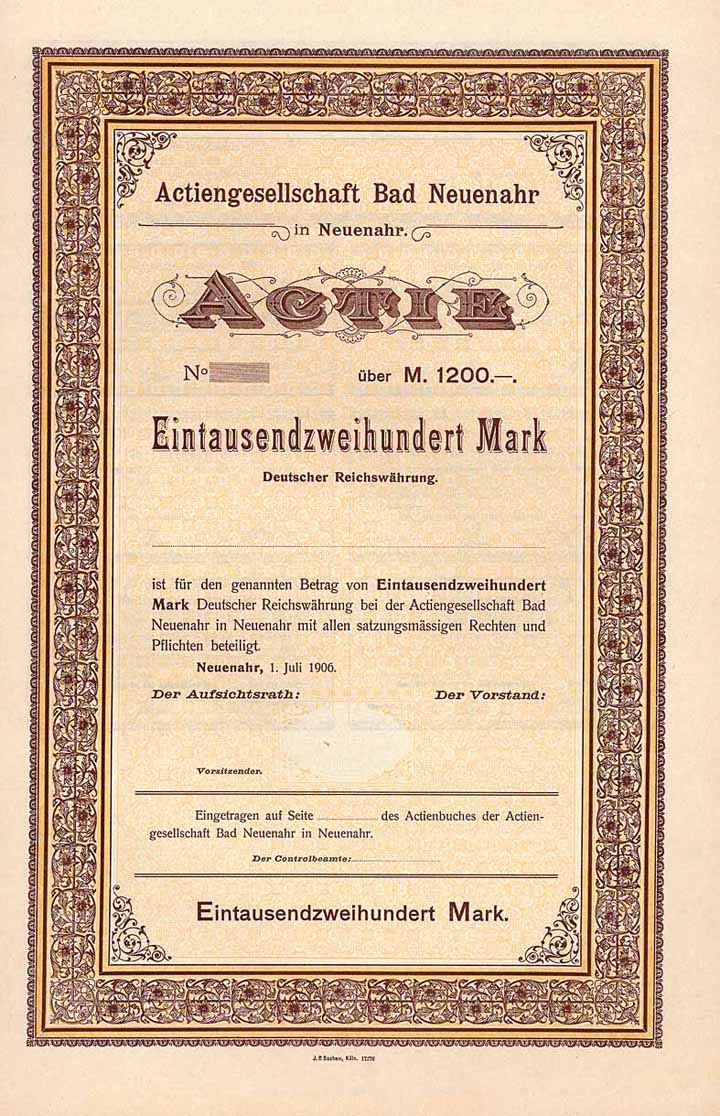 Actiengesellschaft Bad Neuenahr
in Neuenahr.
ACTIE
No
über M. 1200.—.
Eintausendzweihundert Mark
Deutscher Reichswährung.
ist für den genannten Betrag von Eintausendzweihundert
Mark Deutscher Reichswährung bei der Actiengesellschaft Bad
Neuenahr in Neuenahr mit allen satzungsmässigen Rechten und
Pflichten beteiligt.
Neuenahr, 1. Juli 1906.
Der Aufsichtsrath:
Der Vorstand:
Vorsitzender.
Eingetragen auf Seite des Actienbuches der Actien-
gesellschaft Bad Neuenahr in Neuenahr.
Der Controlbeamte:
Eintausendzweihundert Mark.
J. P. Bachem, Köln.